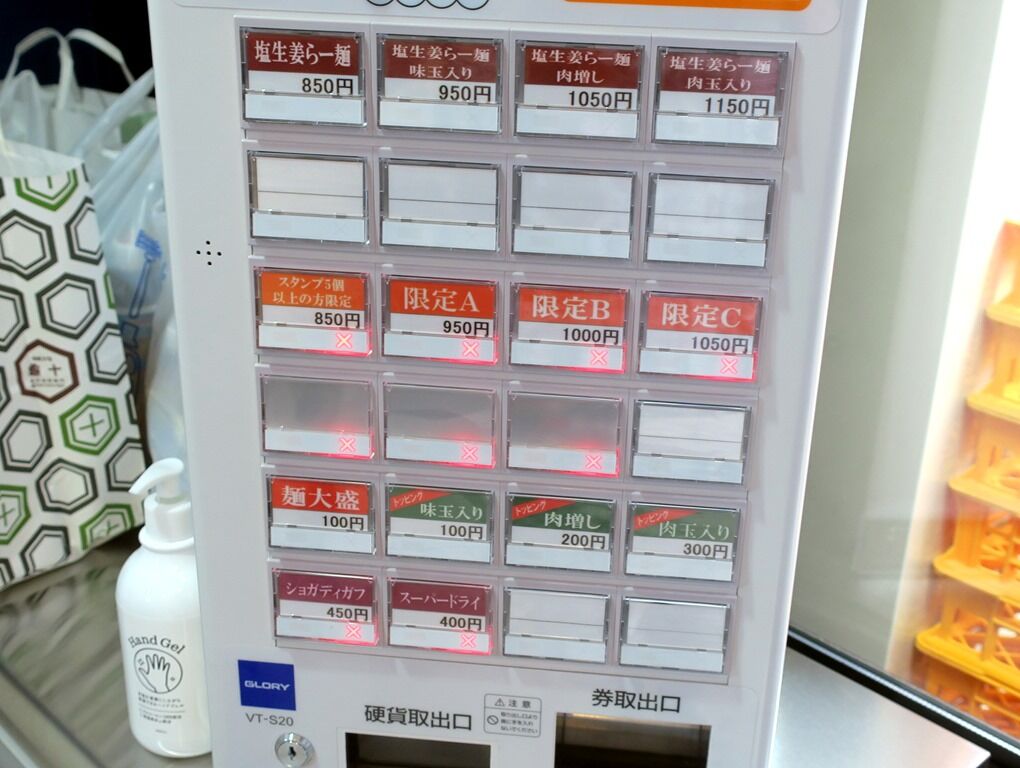 塩生姜らー麺
850円
塩生姜らー麺
味玉入り
950円
塩生姜らー麺
肉増し
1050円
塩生姜らー麺
肉玉入り
1150円
スタンプ5個
以上の方限定
850円
限定A
950円
限定B
1000円
限定C
1050円
麺大盛
100円
トッピング
味玉入り
100円
トッピング
肉増し
200円
トッピング
肉玉入り
300円
ショガディガフ
450円
スーパードライ
400円
GLORY
VT-S20
硬貨取出口
注意
券取出口
Hand Gel